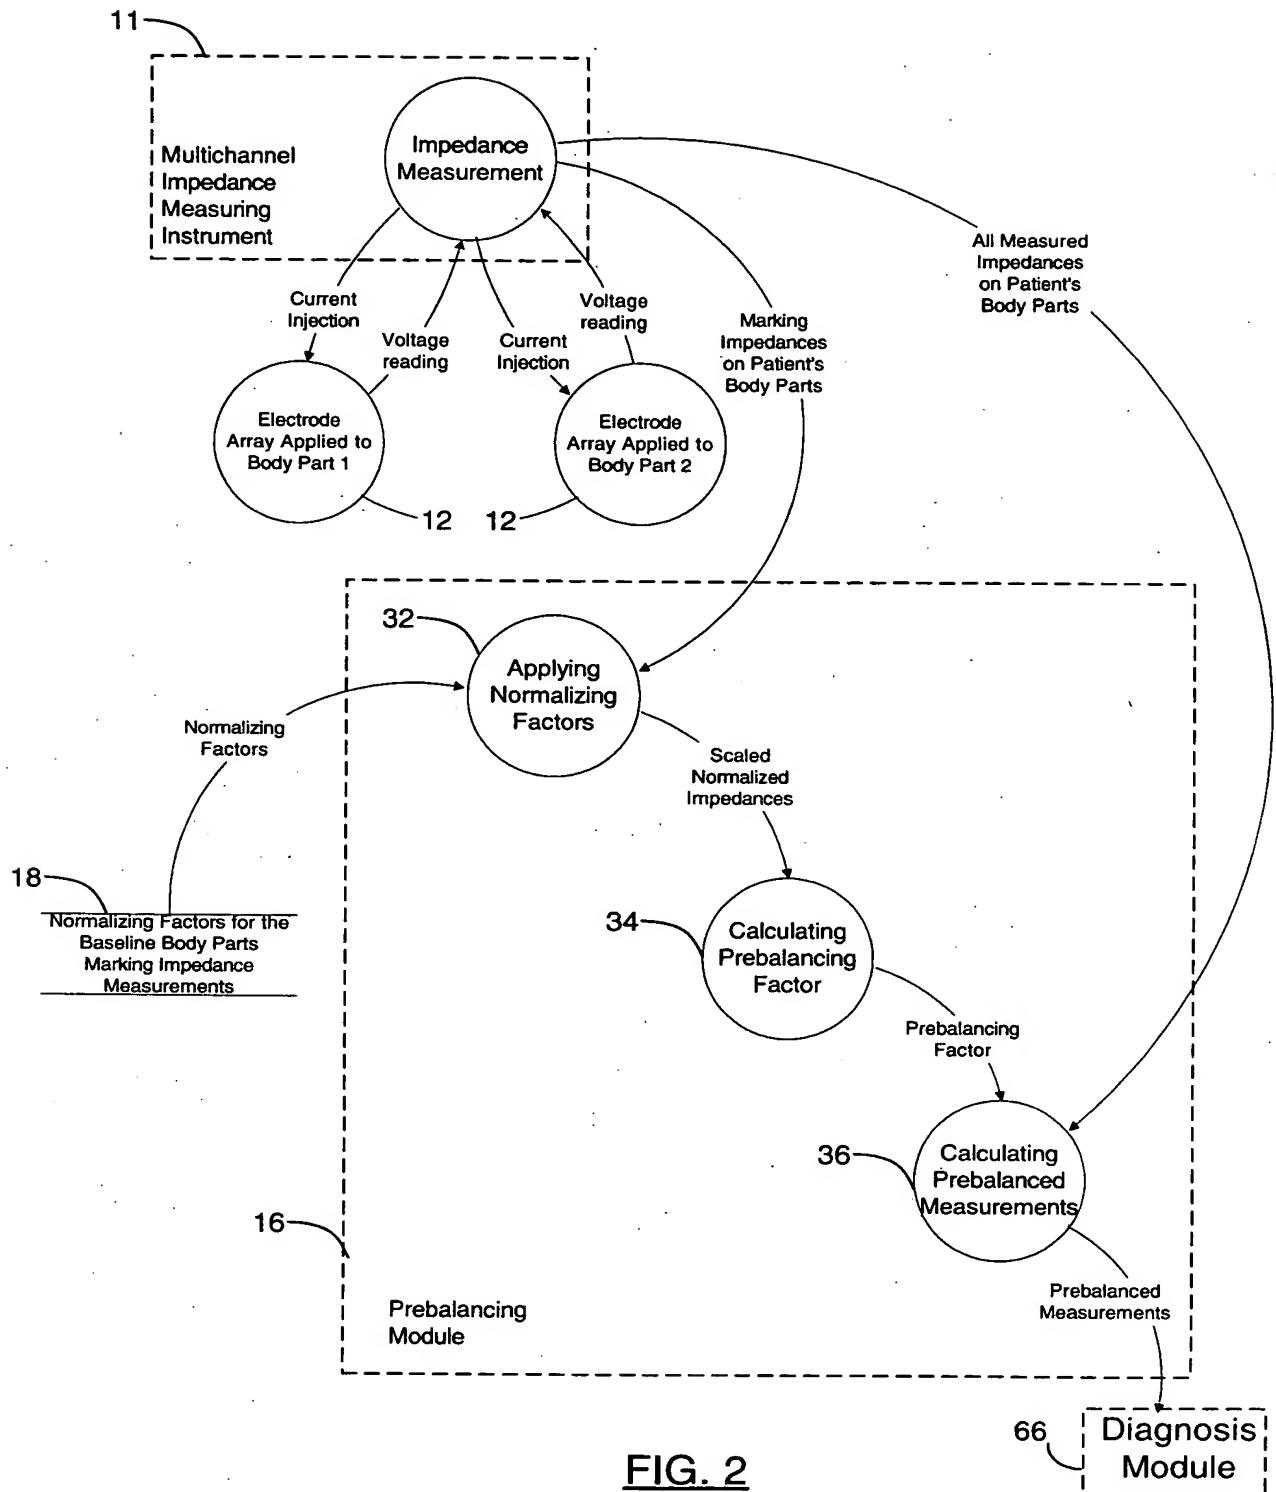 11
Multichannel
Impedance
Measuring
Instrument
Impedance
Measurement
All Measured
Impedances
on Patient's
Body Parts
Current
Injection
Voltage
reading
Current
Injection
Voltage
reading
Marking
Impedances
on Patient's
Body Parts
Electrode
Array Applied to
Body Part 1
Electrode
Array Applied to
Body Part 2
12
12
32
Applying
Normalizing
Factors
Normalizing
Factors
Scaled
Normalized
Impedances
18
Normalizing Factors for the
Baseline Body Parts
Marking Impedance
Measurements
34
Calculating
Prebalancing
Factor
Prebalancing
Factor
36
Calculating
Prebalanced
Measurements
16
Prebalancing
Module
Prebalanced
Measurements
66
Diagnosis
Module
FIG. 2